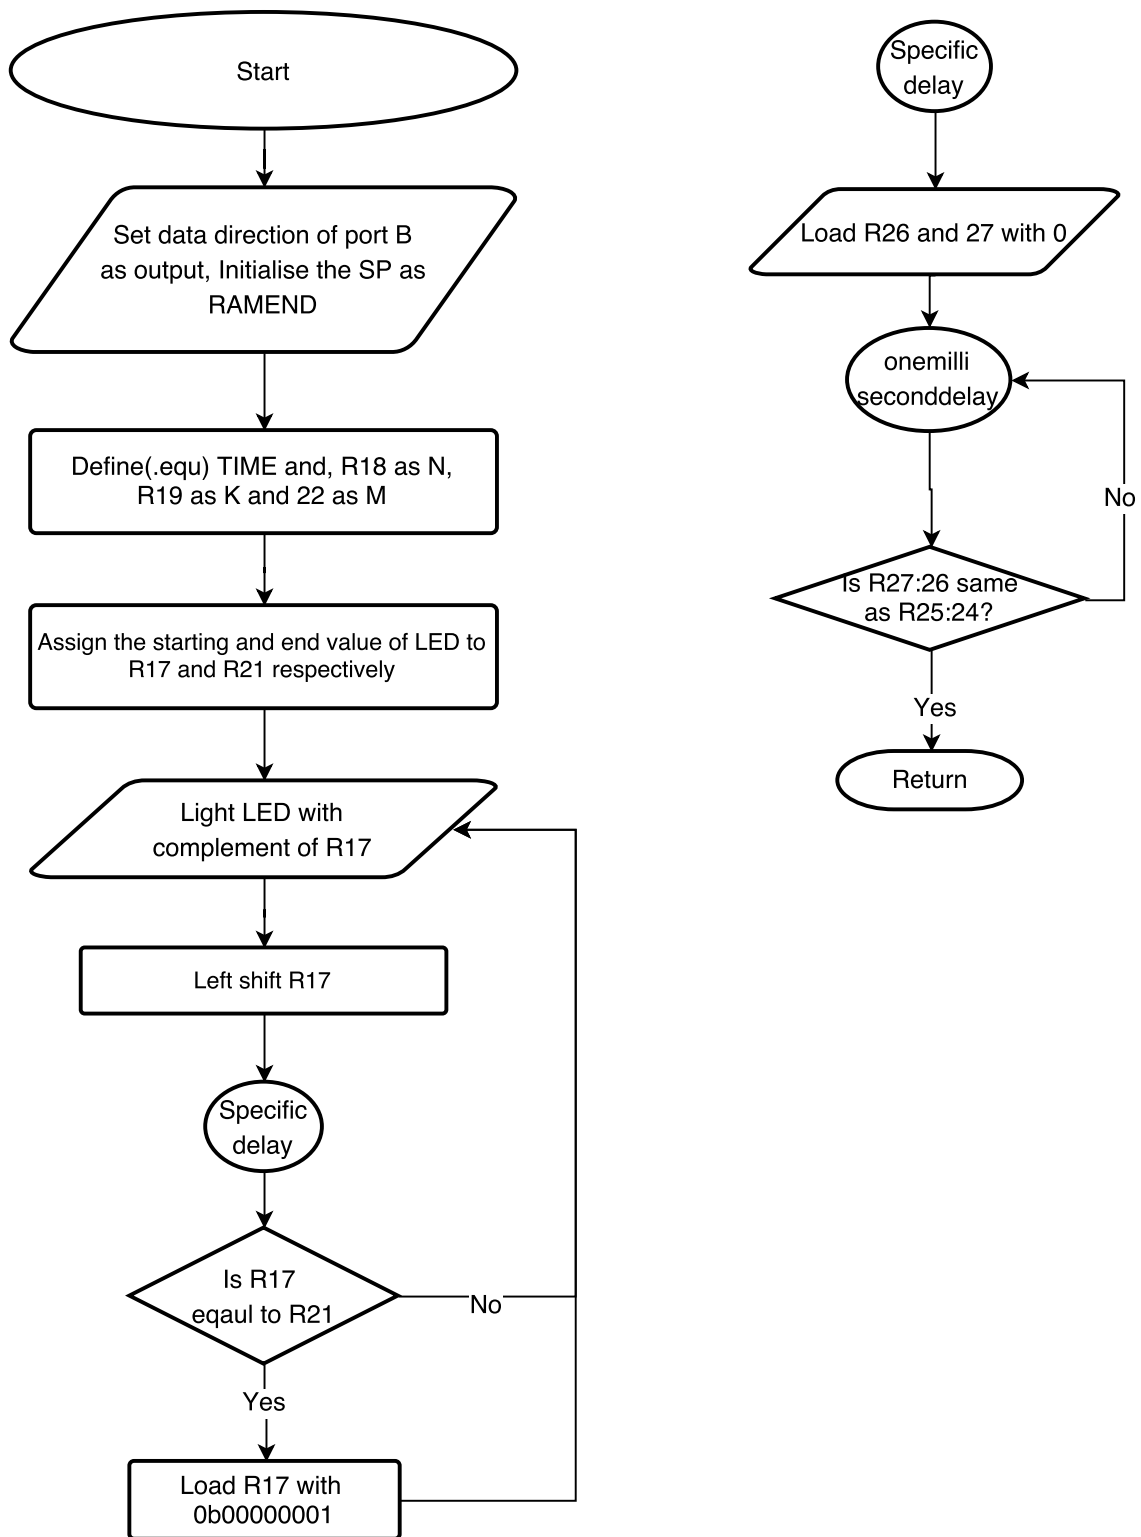 Start
Set data direction of port B
as output, Initialise the SP as
RAMEND
Define(.equ) TIME and, R18 as N,
R19 as K and 22 as M
Assign the starting and end value of LED to
R17 and R21 respectively
Light LED with
complement of R17
Left shift R17
Specific
delay
Is R17
eqaul to R21
No
Yes
Load R17 with
0b00000001
Specific
delay
Load R26 and 27 with 0
onemilli
seconddelay
No
Is R27:26 same
as R25:24?
Yes
Return